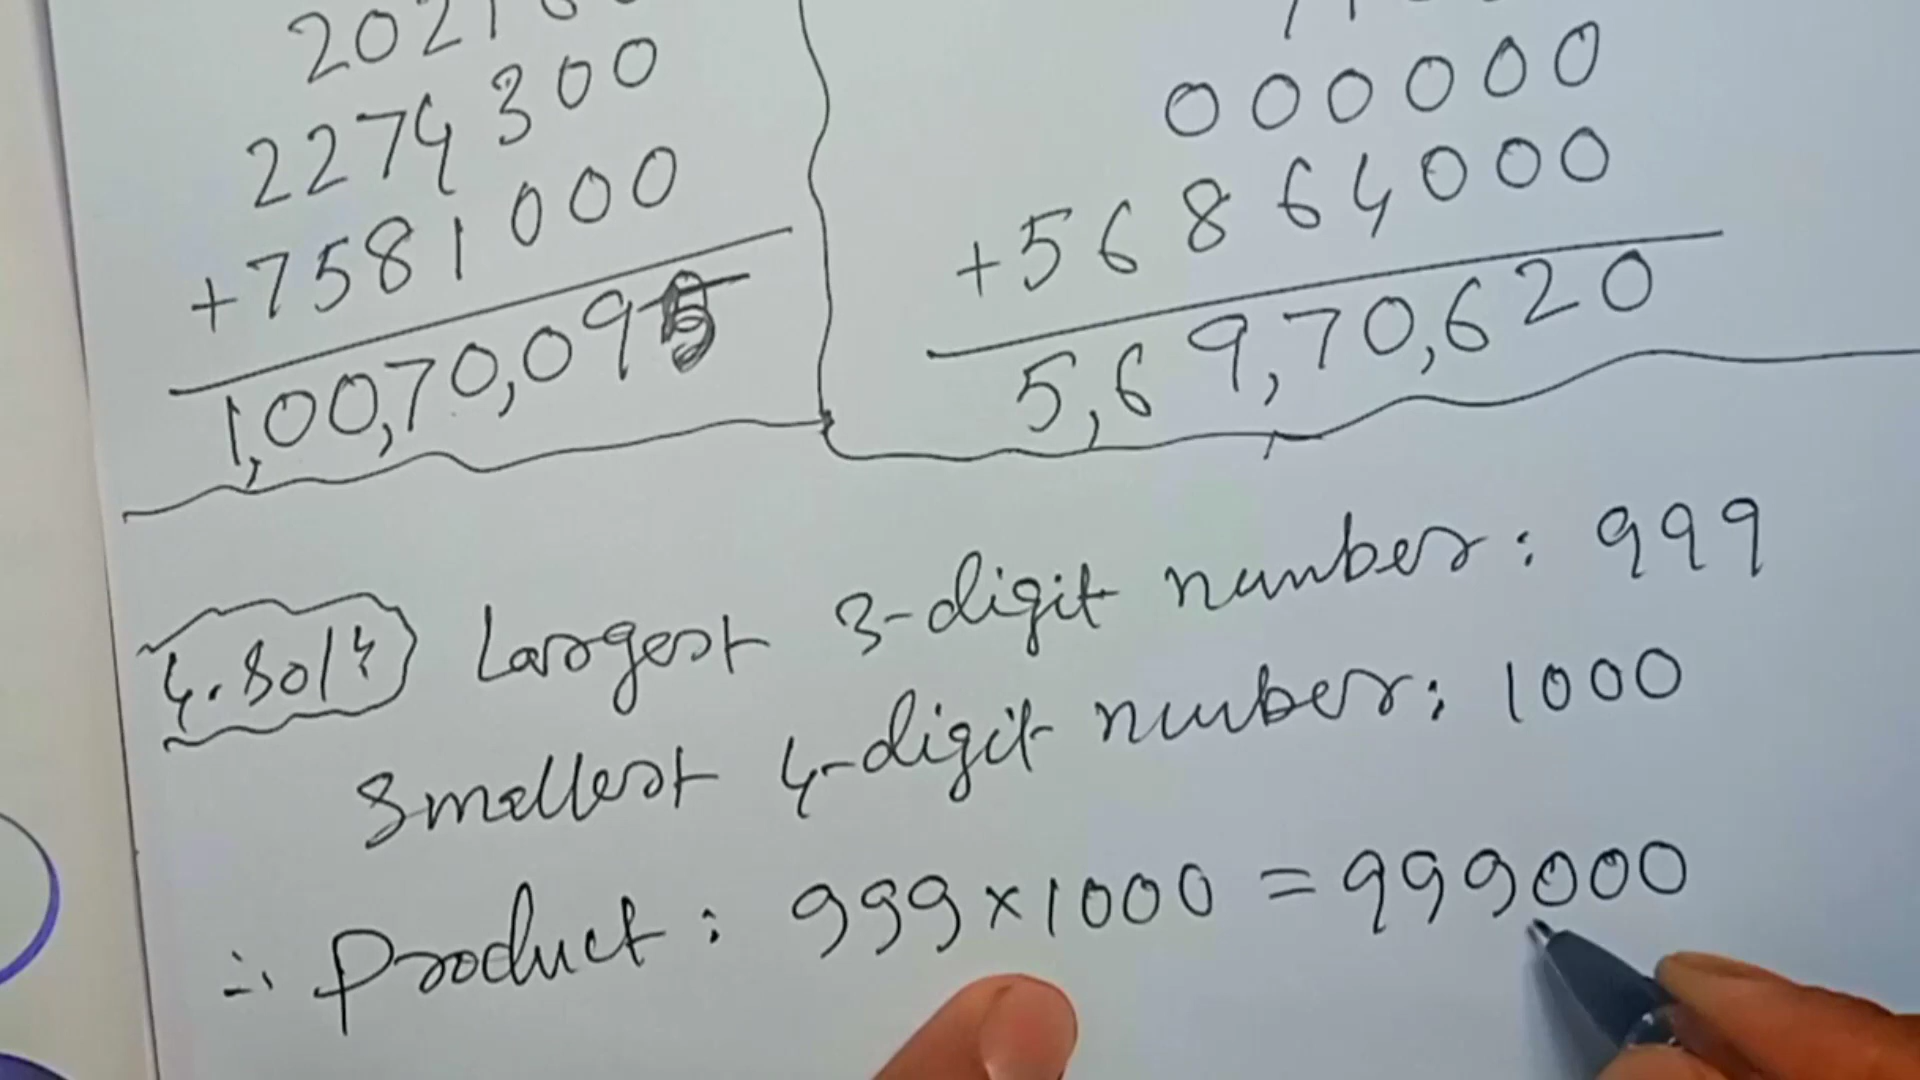 2274300
+7581000
1,00,70,09
000000
+56864000
5,69,70,620
4. Sol:
Largest 3-digit number: 999
Smallest 4-digit number: 1000
∴ Product: 999×1000 = 999000